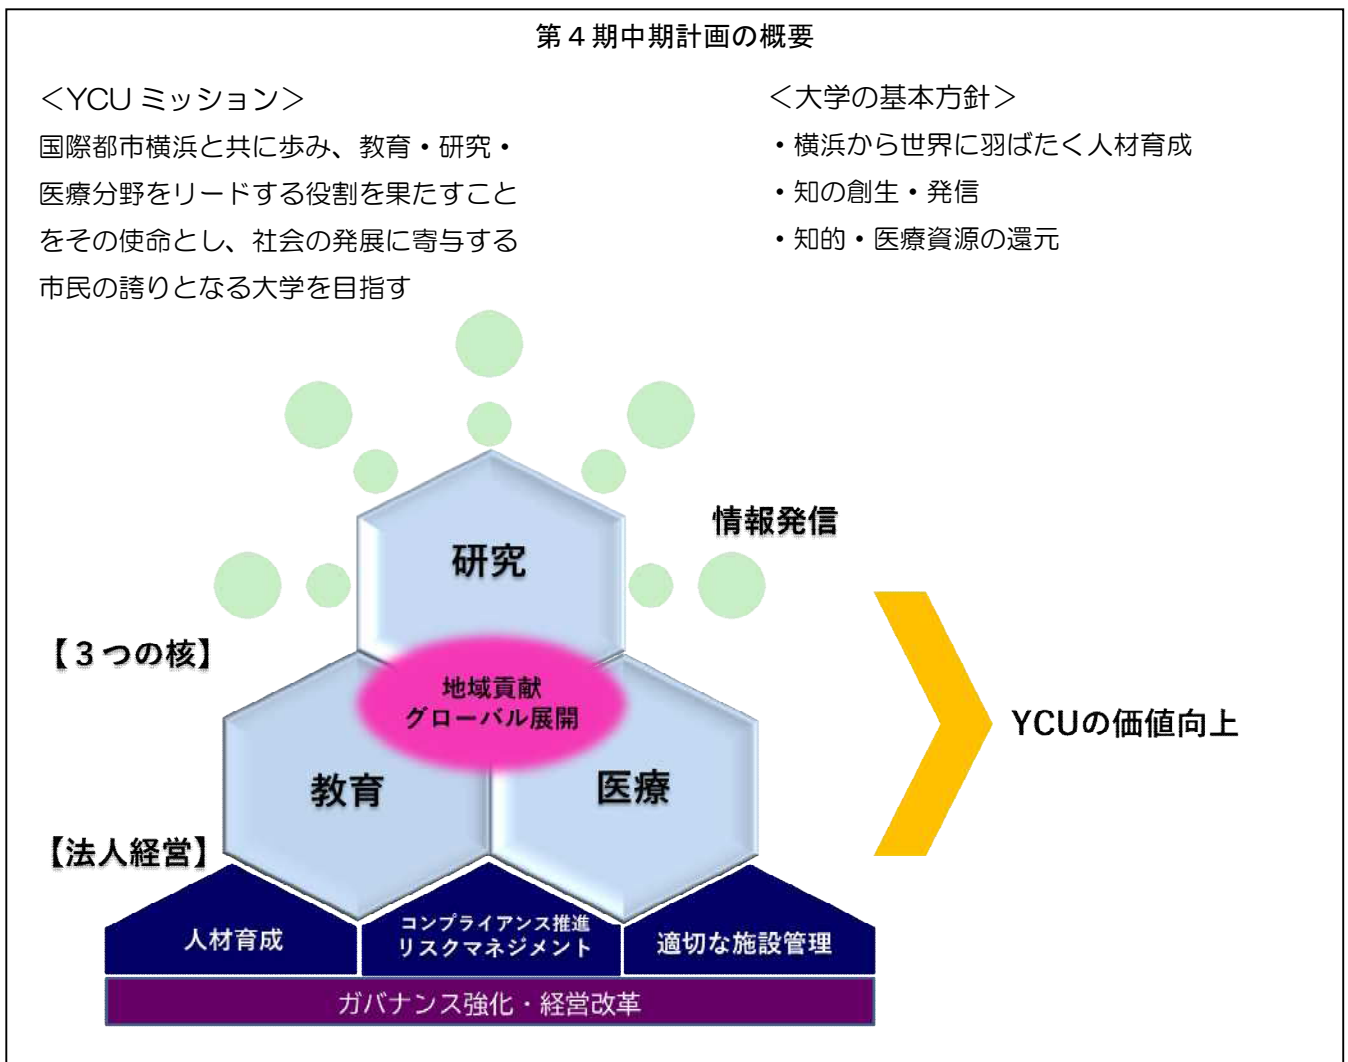 第4期中期計画の概要
＜YCUミッション＞
国際都市横浜と共に歩み、教育・研究・
医療分野をリードする役割を果たすこと
をその使命とし、社会の発展に寄与する
市民の誇りとなる大学を目指す
＜大学の基本方針＞
・横浜から世界に羽ばたく人材育成
・知の創生・発信
・知的・医療資源の還元
情報発信
研究
【3つの核】
地域貢献
グローバル展開
YCUの価値向上
教育
医療
【法人経営】
人材育成
コンプライアンス推進
リスクマネジメント
適切な施設管理
ガバナンス強化・経営改革